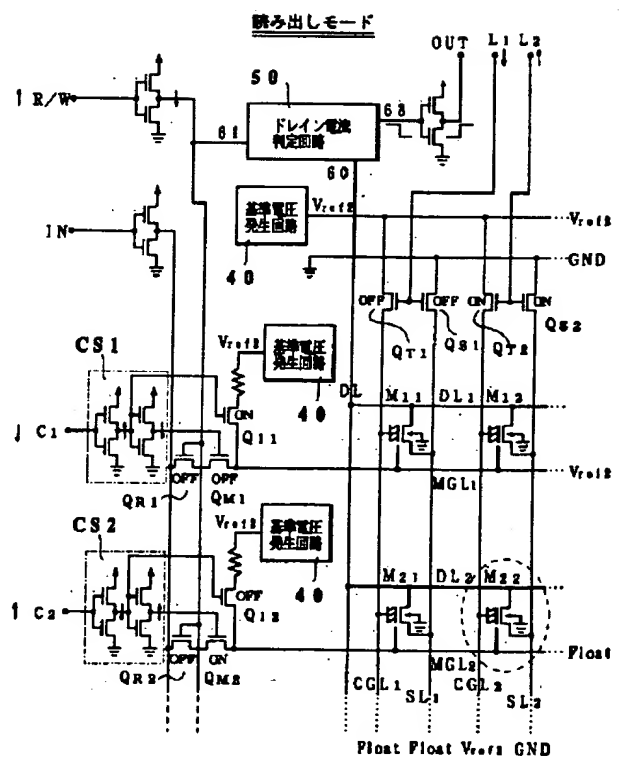 読み出しモード
OUT L1 L2
50
R/W
61
ドレイン電流
判定回路
63
60
IN
基準電圧
発生回路
Vref2
40
Vref2
GND
OFF OFF ON ON
QT1 QS1 QT2 QS2
CS1
Vref2
基準電圧
発生回路
40
ON
Q11
DL
M11 DL1 M12
C1
OFF OFF
QR1 QM1
MGL1
Vref2
CS2
Vref2
基準電圧
発生回路
40
OFF
Q12
M21 DL2 M22
C2
OFF ON
QR2 QM2
MGL2
Float
CGL1 SL1 CGL2 SL2
Float Float Vref2 GND